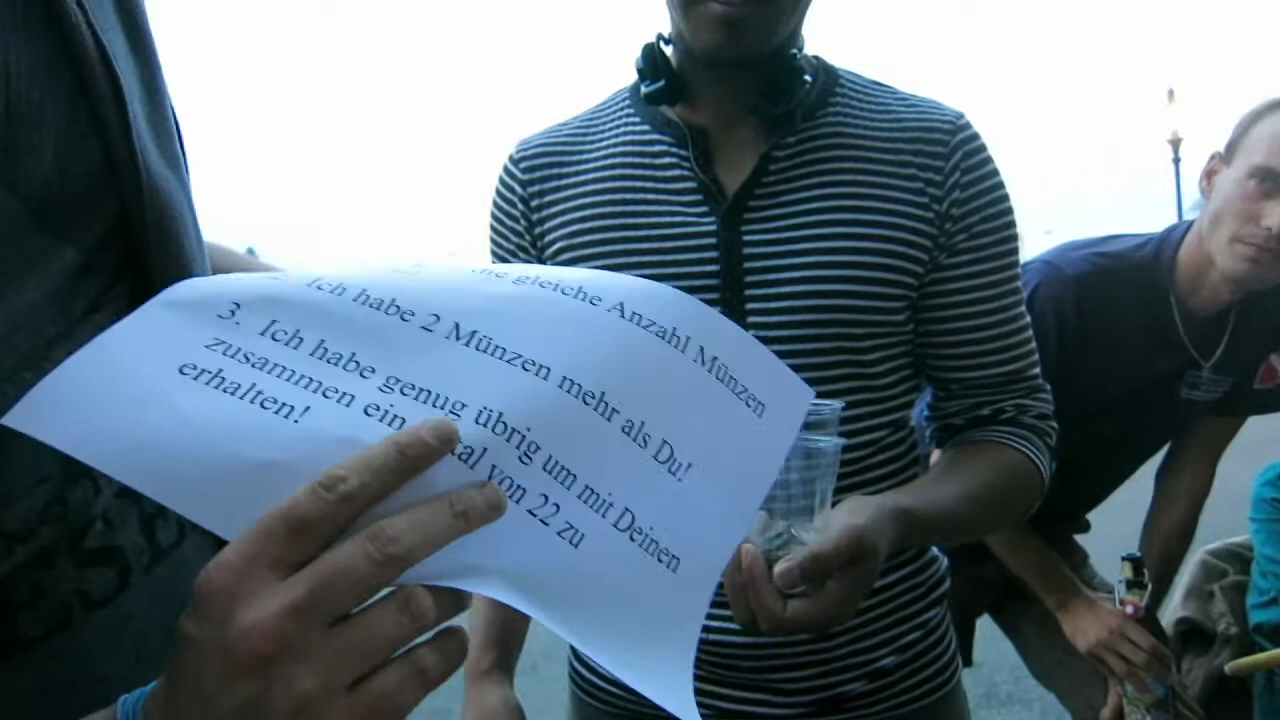 gleiche Anzahl Münzen
Ich habe 2 Münzen mehr als Du!
3. Ich habe genug übrig um mit Deinen
zusammen ein von 22 zu
erhalten!